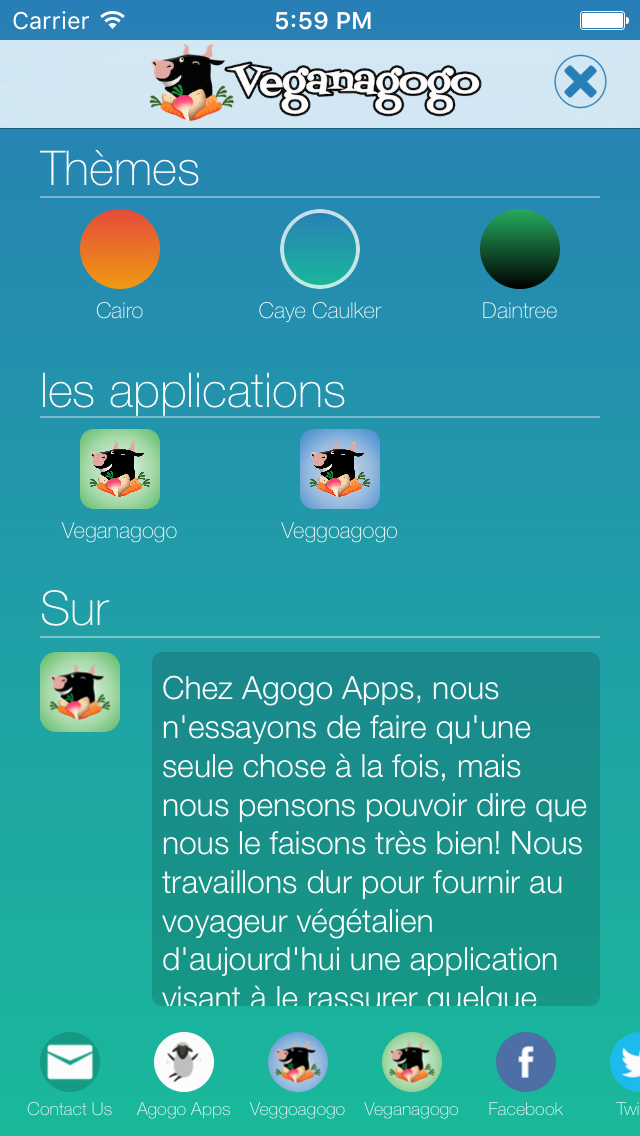 Carrier 5:59 PM
Veganagogo
Thèmes
Cairo Caye Caulker Daintree
les applications
Veganagogo Veggoagogo
Sur
Chez Agogo Apps, nous
n'essayons de faire qu'une
seule chose à la fois, mais
nous pensons pouvoir dire que
nous le faisons très bien! Nous
travaillons dur pour fournir au
voyageur végétalien
d'aujourd'hui une application
visant à le rassurer quelque
Contact Us Agogo Apps Veggoagogo Veganagogo Facebook Twi